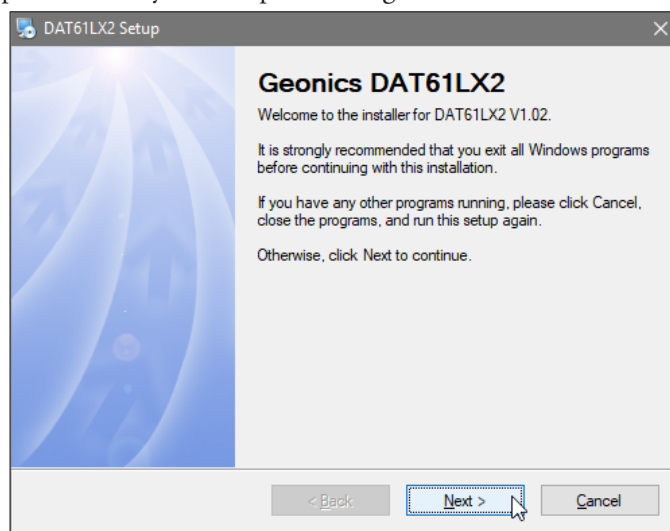 DAT61LX2 Setup
Geonics DAT61LX2
Welcome to the installer for DAT61LX2 V1.02.
It is strongly recommended that you exit all Windows programs
before continuing with this installation.
If you have any other programs running, please click Cancel,
close the programs, and run this setup again.
Otherwise, click Next to continue.
< Back
Next >
Cancel